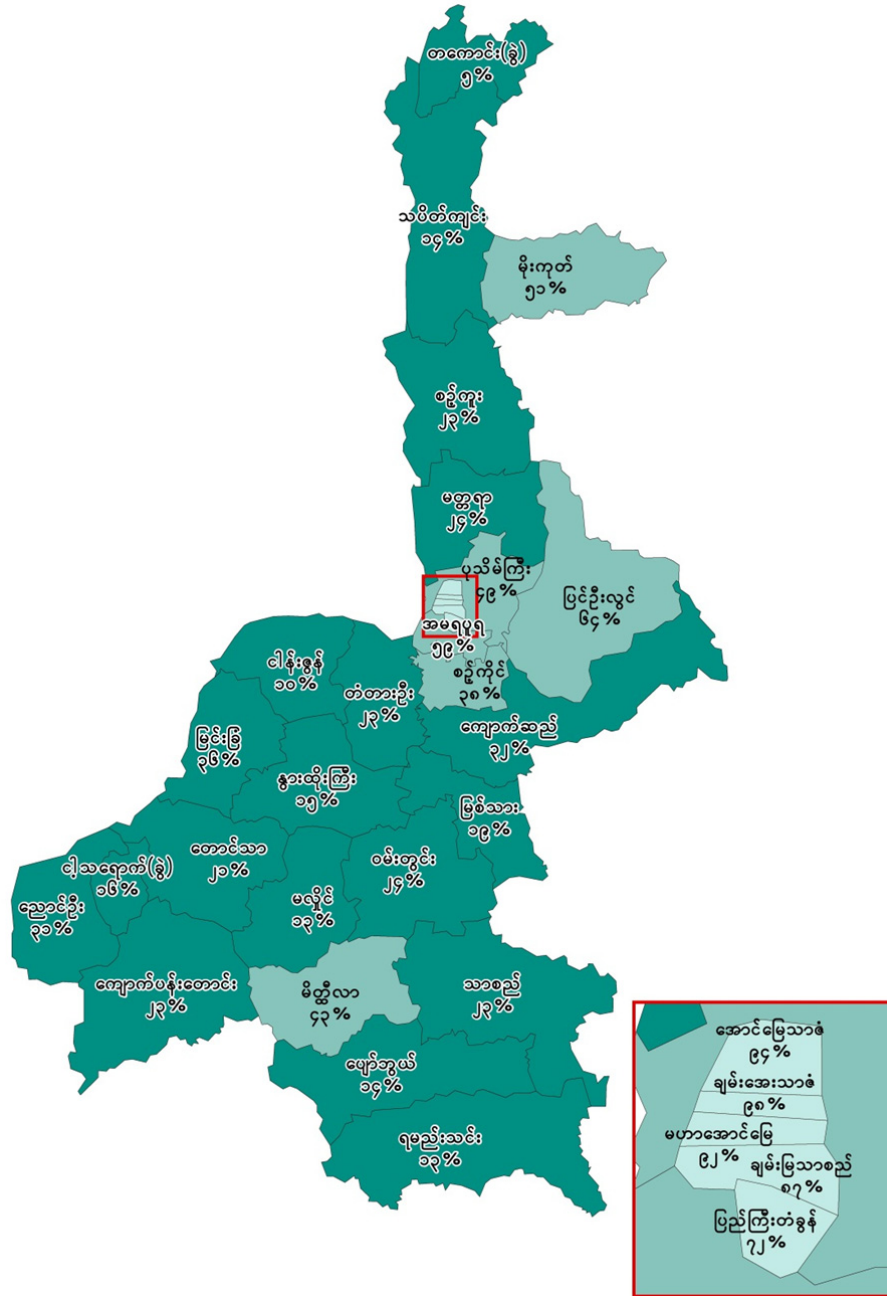 တကောင်း(ခွဲ)
၅%
သပိတ်ကျင်း
၁၄%
မိုးကုတ်
၅၁%
စဥ့်ကူး
၂၃%
မတ္တရာ
၂၄%
ပုသိမ်ကြီး
၄၉%
ပြင်ဦးလွင်
၆၄%
အမရပူရ
၅၉%
စဥ့်ကိုင်
၃၈%
ငါန်းဇွန်
၁၀%
တံတားဦး
၂၃%
ကျောက်ဆည်
၃၂%
မြင်းခြံ
၃၆%
နွားထိုးကြီး
၁၅%
မြစ်သား
၁၉%
တောင်သာ
၂၁%
ဝမ်းတွင်း
၂၄%
ငါ့သရောက်(ခွဲ)
၁၆%
မလှိုင်
၁၃%
ညောင်ဦး
၃၁%
ကျောက်ပန်းတောင်း
၂၃%
မိတ္ထီလာ
၄၃%
သာစည်
၂၃%
ပျော်ဘွယ်
၁၄%
ရမည်းသင်း
၁၃%
အောင်မြေသာဇံ
၉၄%
ချမ်းအေးသာဇံ
၉၈%
မဟာအောင်မြေ
၉၂%
ချမ်းမြသာစည်
၈၇%
ပြည်ကြီးတံခွန်
၇၂%